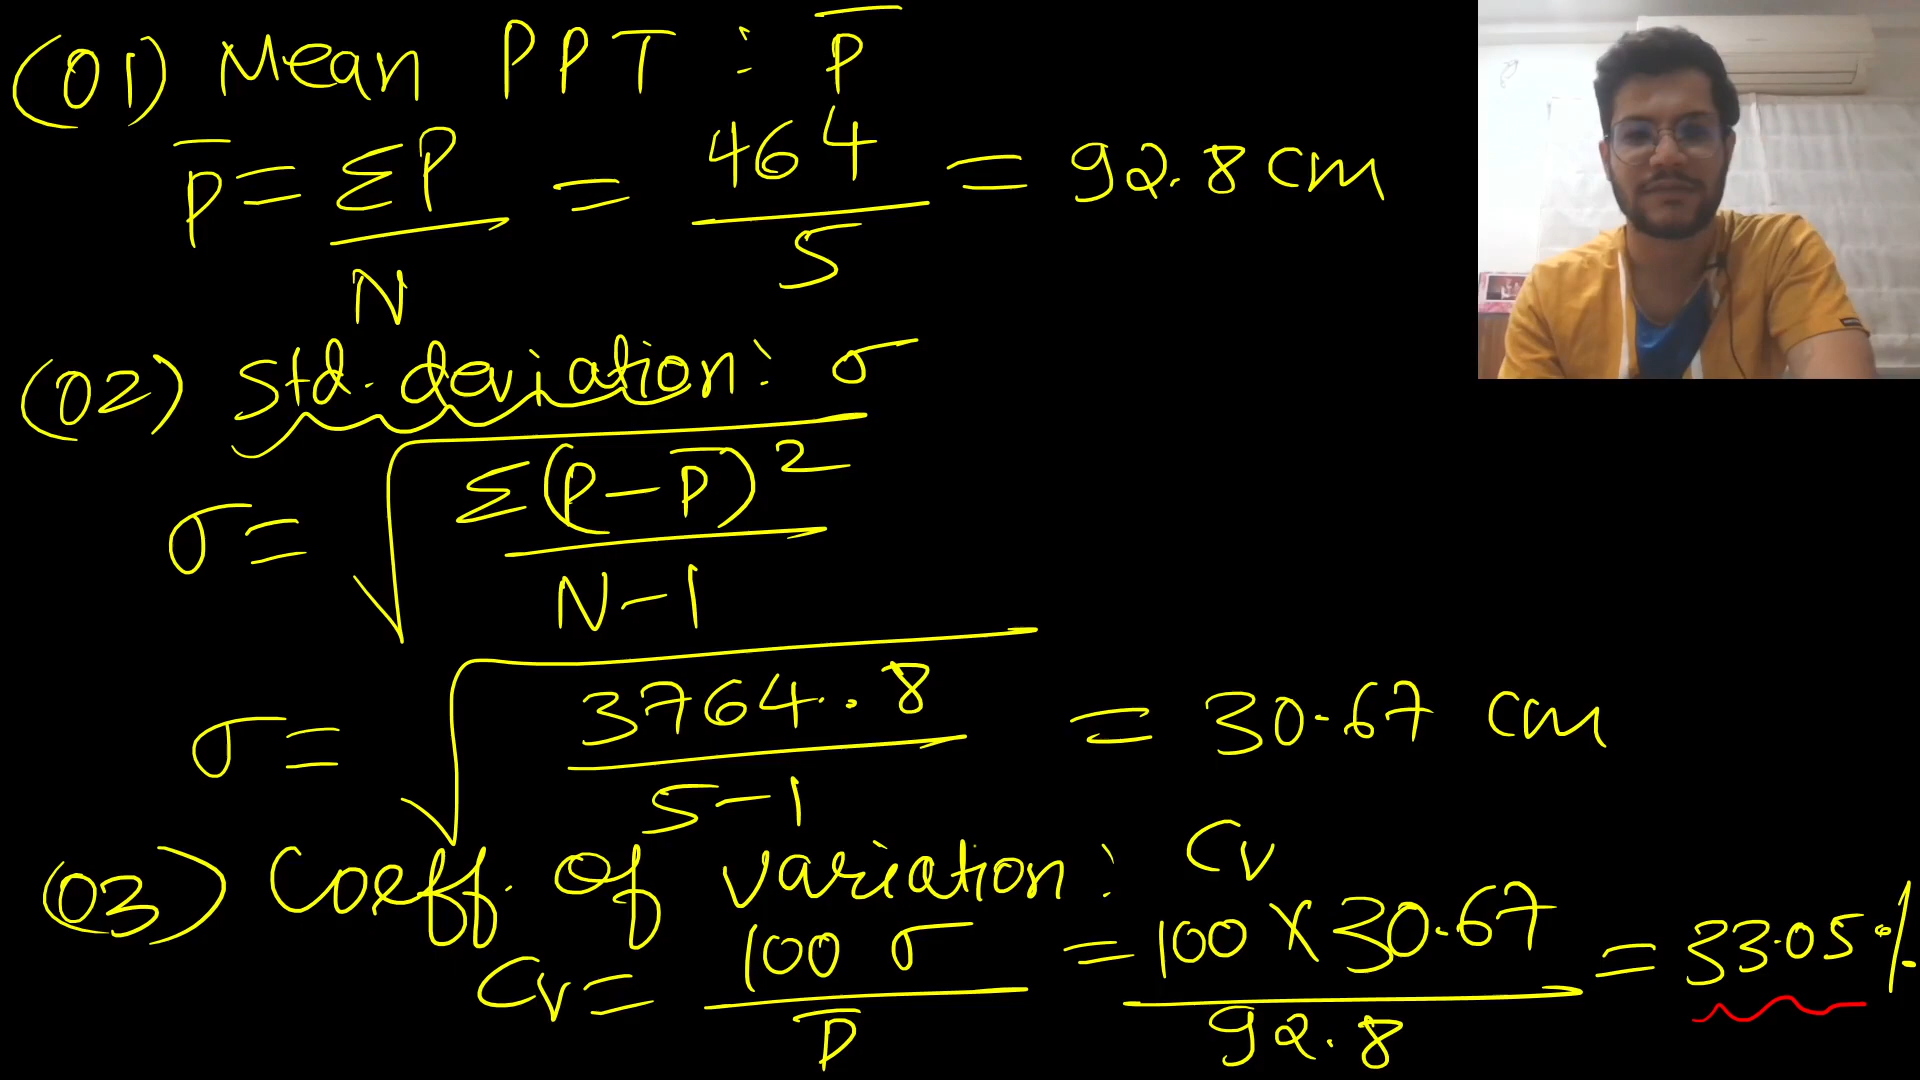 (01) Mean PPT : P̅
P̅ = ΣP/N = 464/5 = 92.8 cm
(02) Std. deviation : σ
σ = √(Σ(P-P̅)²/(N-1))
σ = √(3764.8/(5-1)) = 30.67 cm
(03) Coeff. of variation : Cv
Cv = 100 σ/P̅ = 100 × 30.67/92.8 = 33.05 %